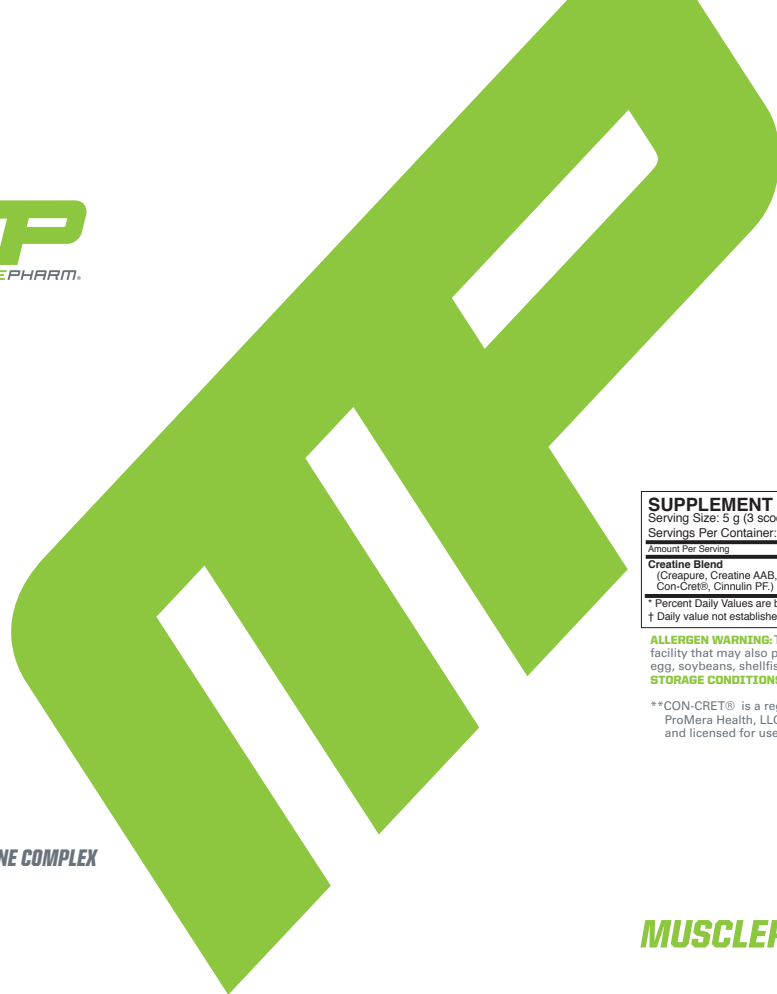 MP
EPHARM®
SUPPLEMENT
Serving Size: 5 g (3 sco
Servings Per Container:
Amount Per Serving
Creatine Blend
(Creapure, Creatine AAB,
Con-Cret®, Cinnulin PF.)
* Percent Daily Values are b
† Daily value not establishe
ALLERGEN WARNING: T
facility that may also p
egg, soybeans, shellfis
STORAGE CONDITIONS
**CON-CRET® is a reg
ProMera Health, LLC
and licensed for use
NE COMPLEX
MUSCLEP